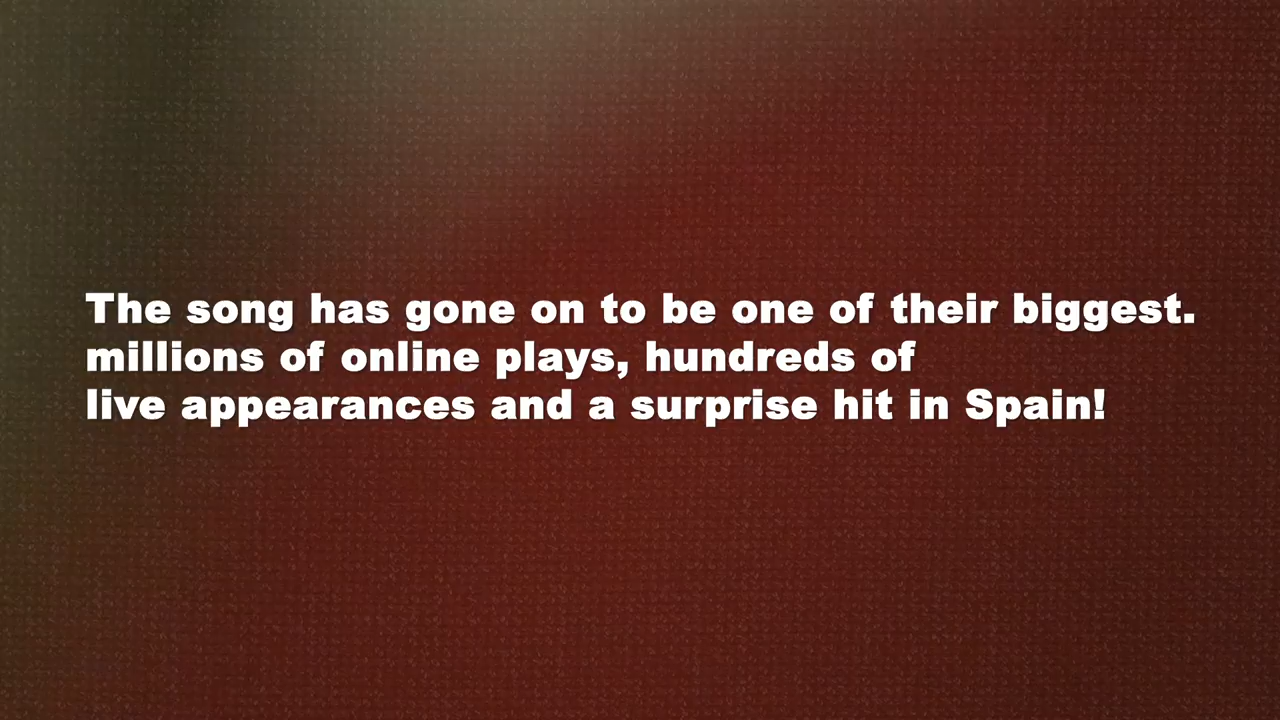 The song has gone on to be one of their biggest.
millions of online plays, hundreds of
live appearances and a surprise hit in Spain!